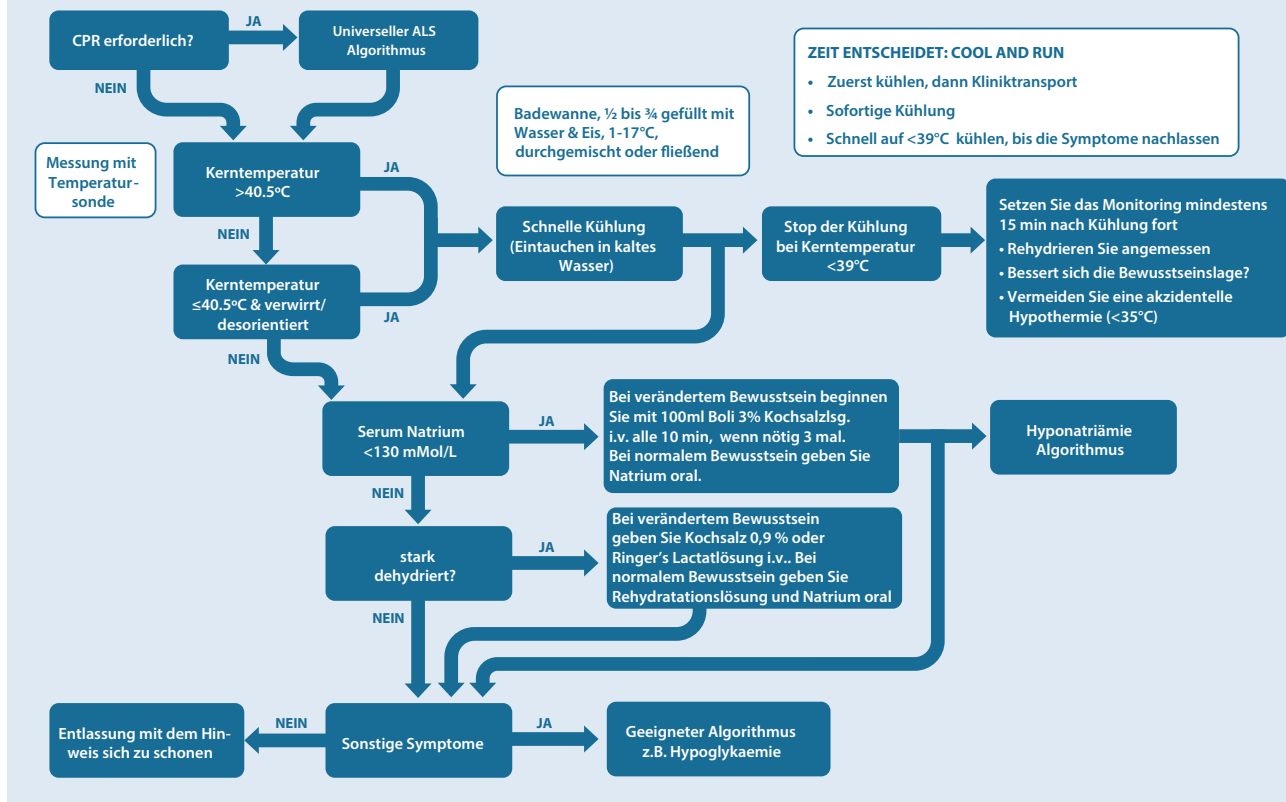 CPR erforderlich?
JA
Universeller ALS
Algorithmus
NEIN
ZEIT ENTSCHEIDET: COOL AND RUN
• Zuerst kühlen, dann Kliniktransport
• Sofortige Kühlung
• Schnell auf <39°C kühlen, bis die Symptome nachlassen
Badewanne, ½ bis ¾ gefüllt mit
Wasser & Eis, 1-17°C,
durchgemischt oder fließend
Messung mit
Temperatur-
sonde
Kerntemperatur
>40.5ºC
JA
NEIN
Kerntemperatur
≤40.5ºC & verwirrt/
desorientiert
JA
NEIN
Schnelle Kühlung
(Eintauchen in kaltes
Wasser)
Stop der Kühlung
bei Kerntemperatur
<39°C
Setzen Sie das Monitoring mindestens
15 min nach Kühlung fort
• Rehydrieren Sie angemessen
• Bessert sich die Bewusstseinslage?
• Vermeiden Sie eine akzidentelle
Hypothermie (<35°C)
Serum Natrium
<130 mMol/L
JA
NEIN
Bei verändertem Bewusstsein beginnen
Sie mit 100ml Boli 3% Kochsalzlsg.
i.v. alle 10 min, wenn nötig 3 mal.
Bei normalem Bewusstsein geben Sie
Natrium oral.
Hyponatriämie
Algorithmus
stark
dehydriert?
JA
NEIN
Bei verändertem Bewusstsein
geben Sie Kochsalz 0,9 % oder
Ringer's Lactatlösung i.v.. Bei
normalem Bewusstsein geben Sie
Rehydratationslösung und Natrium oral
Entlassung mit dem Hin-
weis sich zu schonen
NEIN
Sonstige Symptome
JA
Geeigneter Algorithmus
z.B. Hypoglykaemie